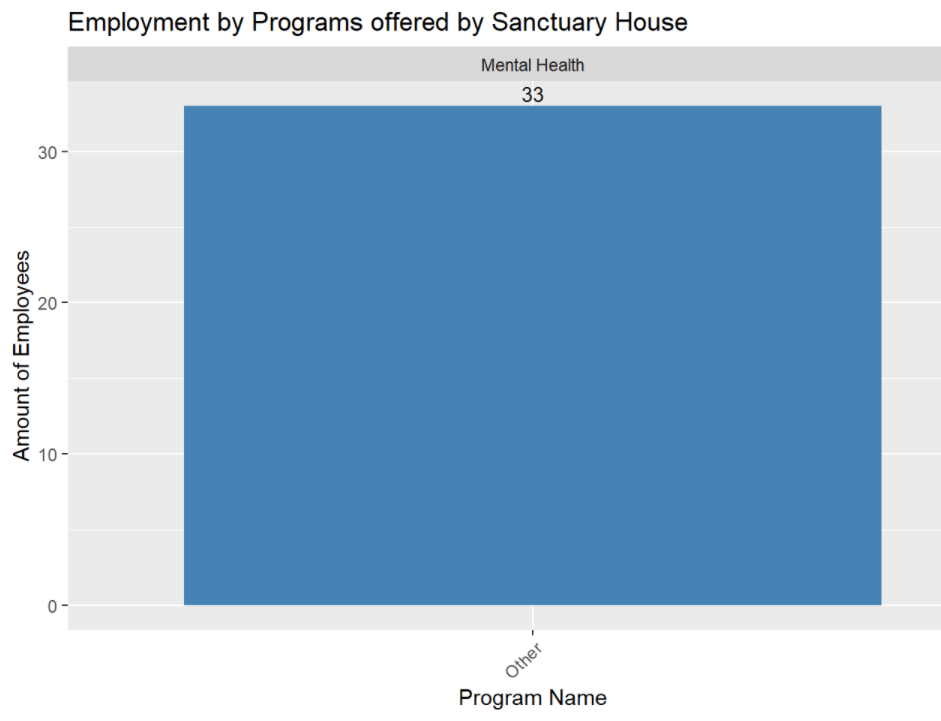 Employment by Programs offered by Sanctuary House
Mental Health
33
30
20
10
0
Amount of Employees
Other
Program Name